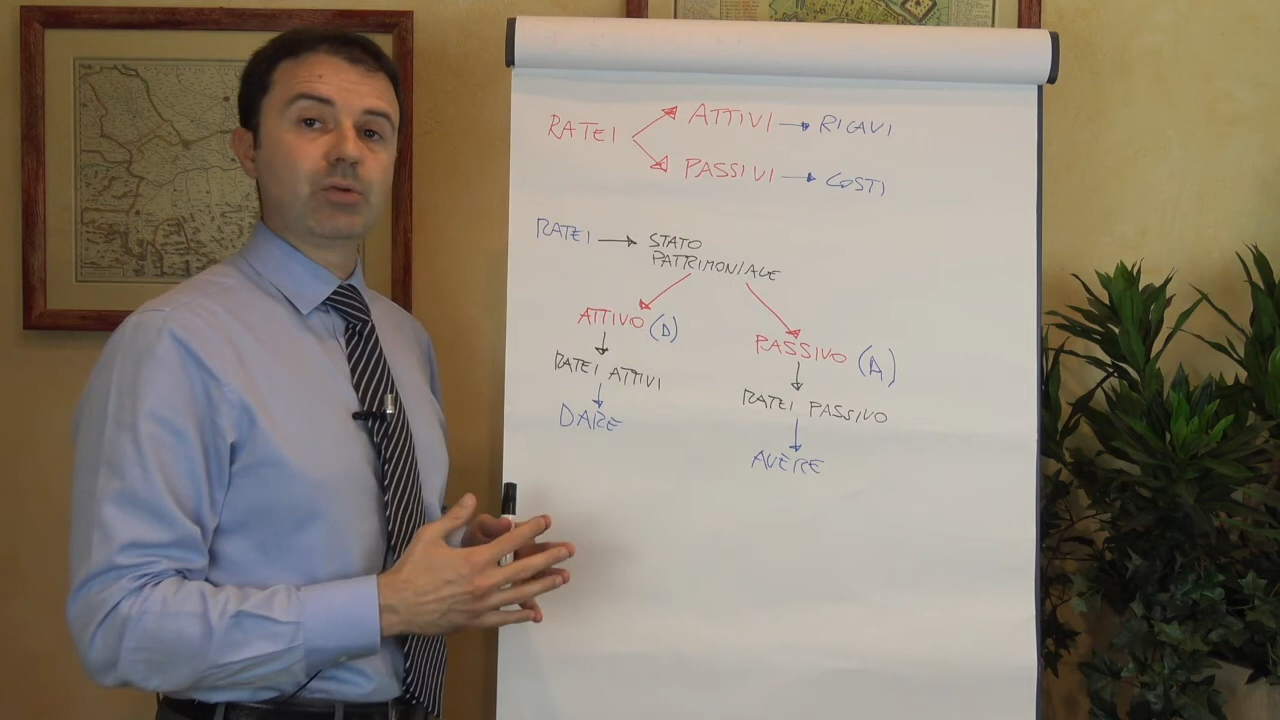 RATEI ATTIVI → RICAVI
PASSIVI → COSTI
RATEI → STATO
PATRIMONIALE
ATTIVO (D)
PASSIVO (A)
RATEI ATTIVI
RATEI PASSIVO
DARE
AVERE